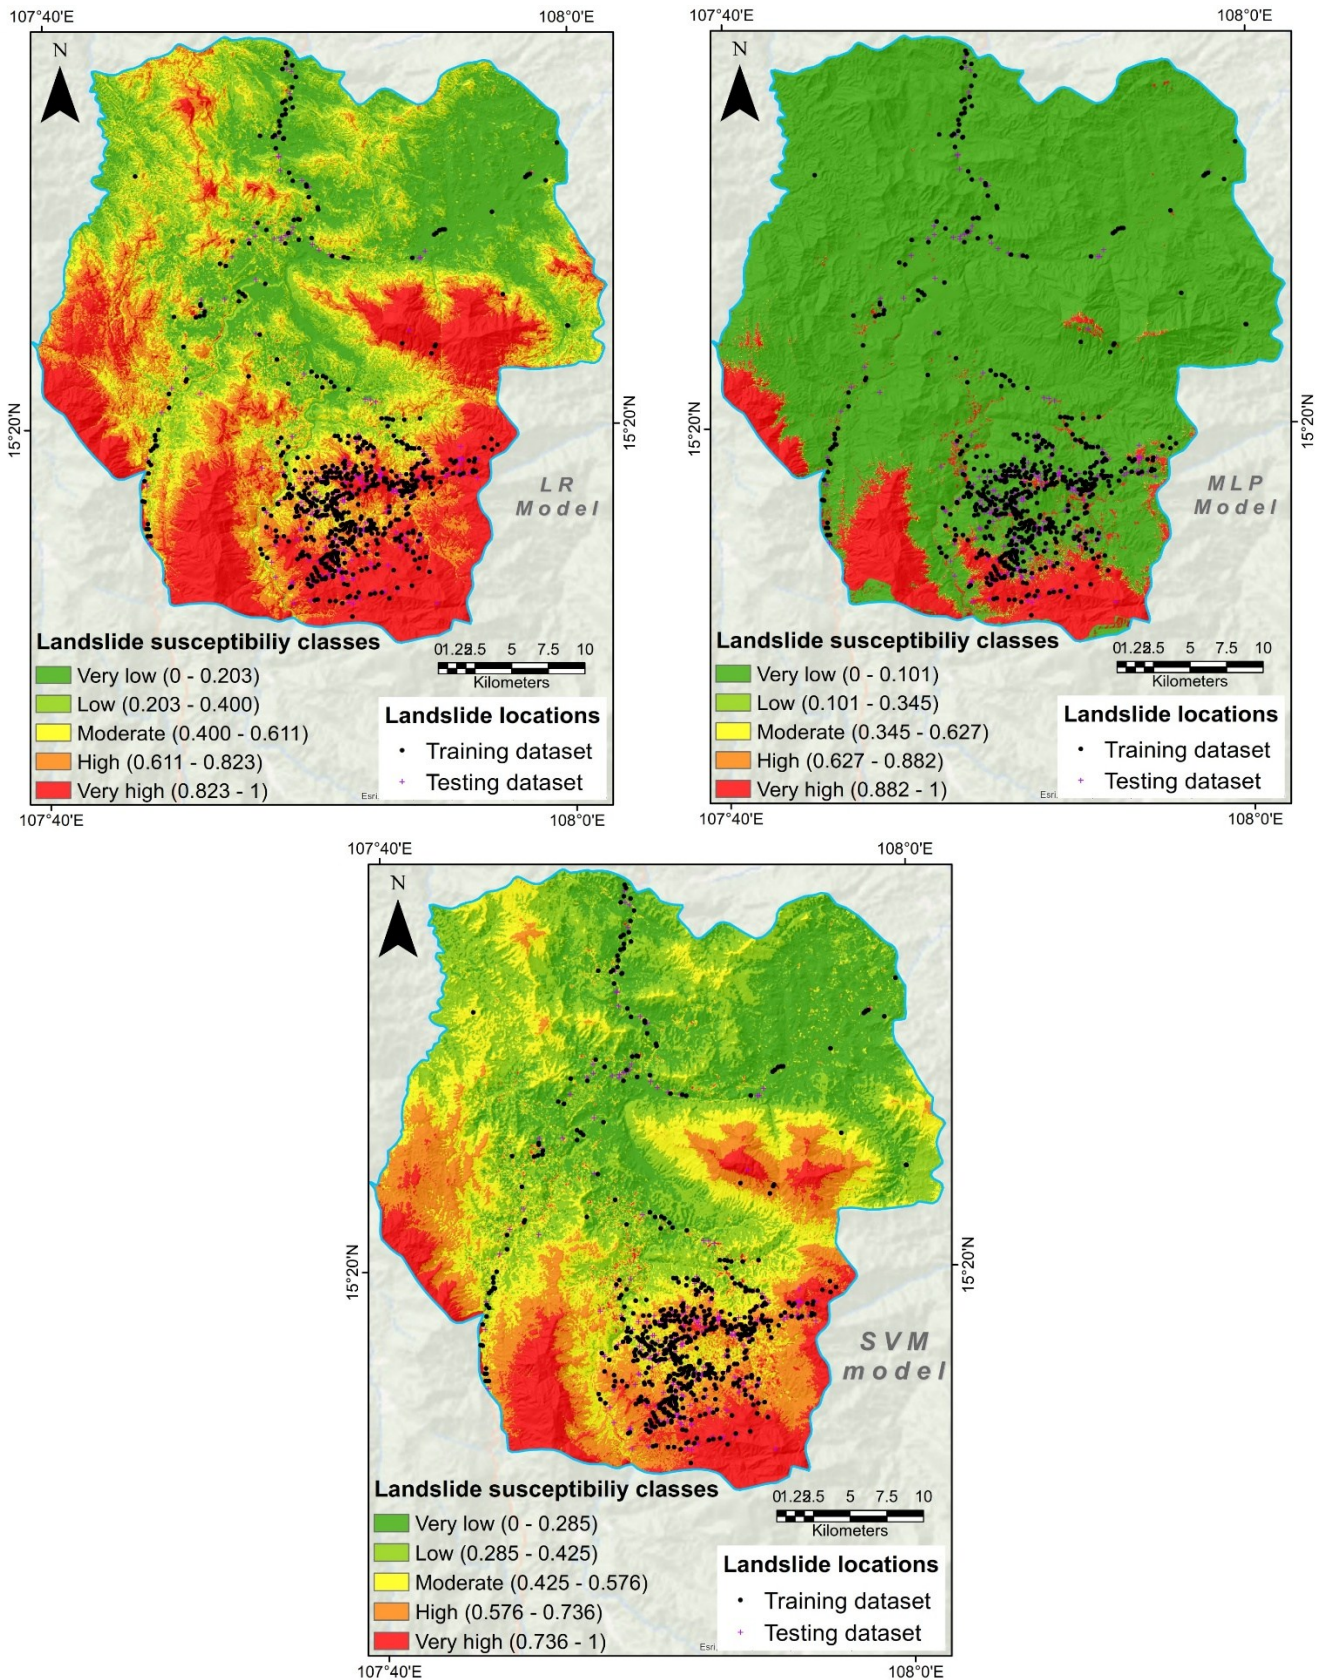 107°40'E
108°0'E
N
15°20'N
15°20'N
LR
Model
Landslide susceptibiliy classes
Very low (0 - 0.203)
Low (0.203 - 0.400)
Moderate (0.400 - 0.611)
High (0.611 - 0.823)
Very high (0.823 - 1)
01.252.5 5 7.5 10
Kilometers
Landslide locations
Training dataset
Testing dataset
Esri,
107°40'E
108°0'E
107°40'E
108°0'E
N
15°20'N
15°20'N
MLP
Model
Landslide susceptibiliy classes
Very low (0 - 0.101)
Low (0.101 - 0.345)
Moderate (0.345 - 0.627)
High (0.627 - 0.882)
Very high (0.882 - 1)
01.252.5 5 7.5 10
Kilometers
Landslide locations
Training dataset
Testing dataset
Esri,
107°40'E
108°0'E
107°40'E
108°0'E
N
15°20'N
15°20'N
SVM
model
Landslide susceptibiliy classes
Very low (0 - 0.285)
Low (0.285 - 0.425)
Moderate (0.425 - 0.576)
High (0.576 - 0.736)
Very high (0.736 - 1)
01.252.5 5 7.5 10
Kilometers
Landslide locations
Training dataset
Testing dataset
Esri,
107°40'E
108°0'E